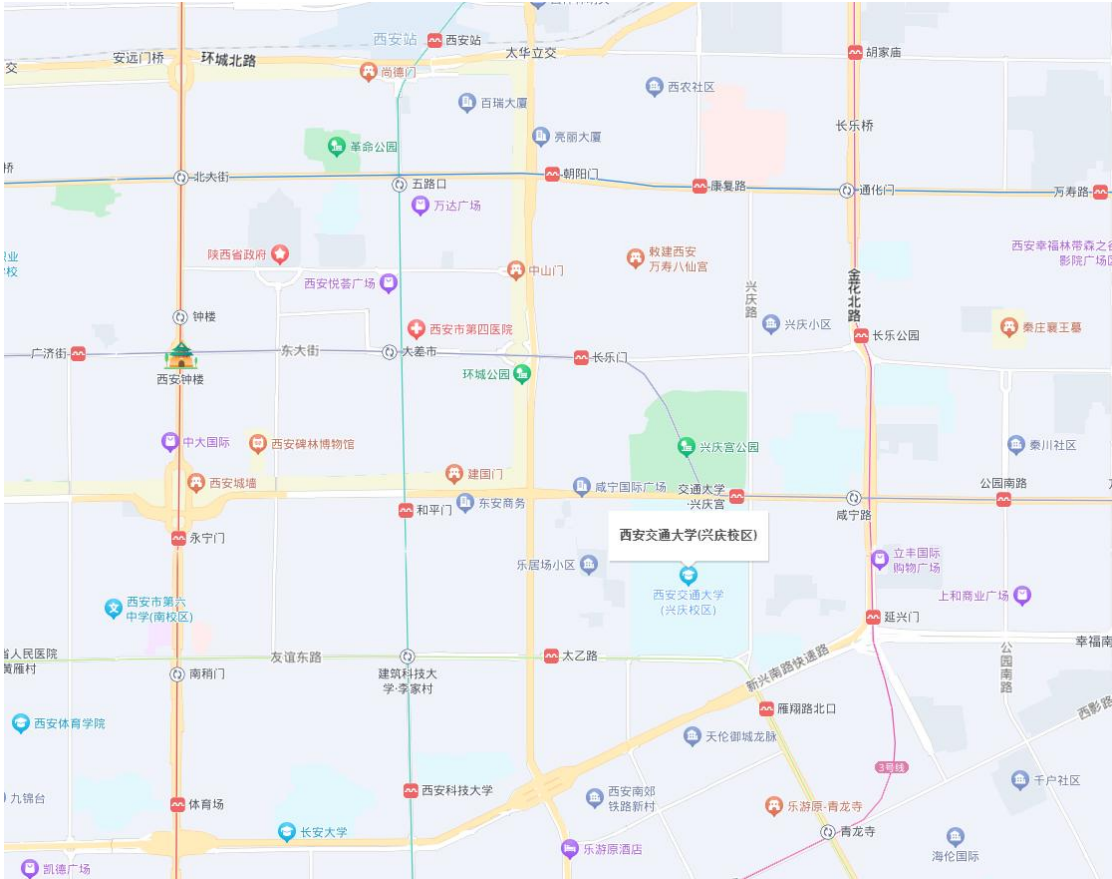 西安站
西安站
安远门桥
环城北路
太华立交
胡家庙
交
尚德门
西农社区
百瑞大厦
长乐桥
亮丽大厦
革命公园
桥
北大街
五路口
朝阳门
康复路
通化门
万寿路
万达广场
陕西省政府
敕建西安
万寿八仙宫
西安幸福林带森之谷
影院广场店
业
学校
中山门
西安悦荟广场
兴庆路
金花北路
钟楼
西安市第四医院
兴庆小区
秦庄襄王墓
长乐公园
广济街
东大街
大差市
长乐门
西安钟楼
环城公园
中大国际
西安碑林博物馆
兴庆宫公园
秦川社区
西安城墙
建国门
咸宁国际广场
交通大学
·兴庆宫
公园南路
和平门
东安商务
咸宁路
永宁门
西安交通大学(兴庆校区)
立丰国际
购物广场
乐居场小区
西安交通大学
(兴庆校区)
上和商业广场
西安市第六
中学(南校区)
延兴门
省人民医院
黄雁村
友谊东路
太乙路
幸福南
南稍门
建筑科技大
学·李家村
新兴南路快速路
公园南路
雁翔路北口
西影路
西安体育学院
天伦御城龙脉
3号线
千户社区
九锦台
体育场
西安科技大学
西安南郊
铁路新村
乐游原-青龙寺
长安大学
青龙寺
乐游原酒店
海伦国际
凯德广场